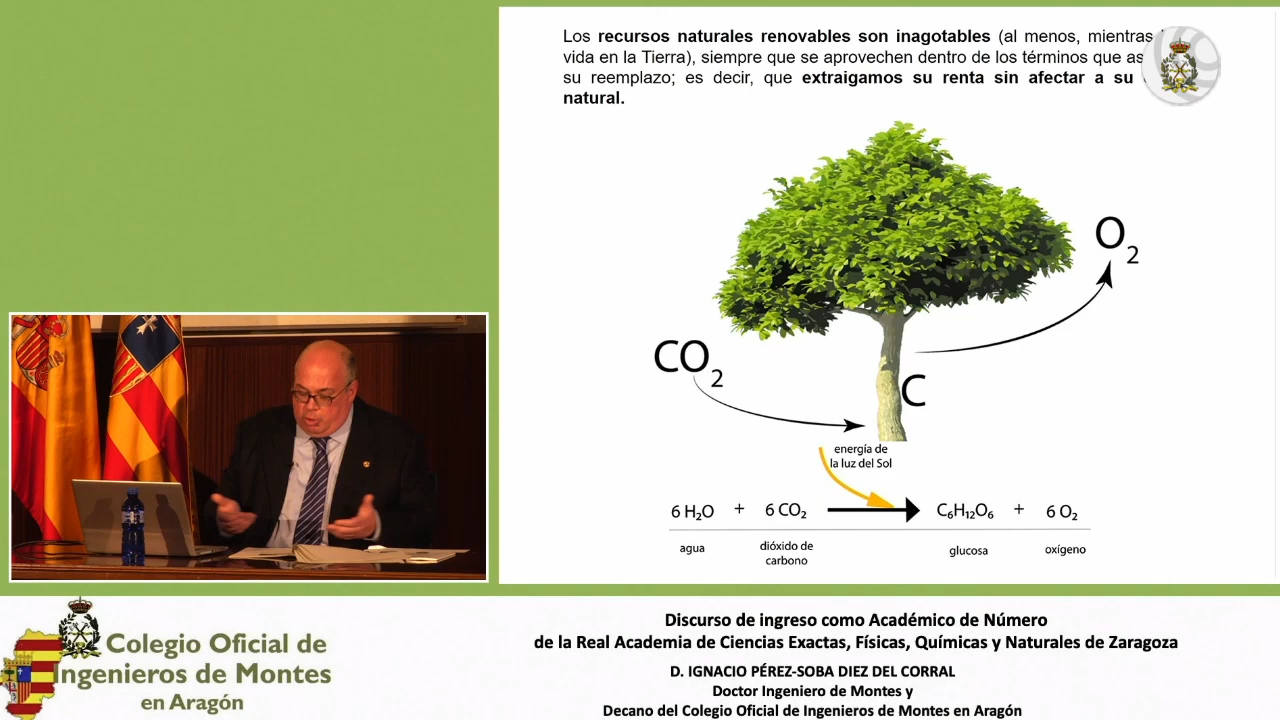 Los recursos naturales renovables son inagotables (al menos, mientras
vida en la Tierra), siempre que se aprovechen dentro de los términos que
su reemplazo; es decir, que extraigamos su renta sin afectar a su
natural.
O2
CO2
C
energía de
la luz del Sol
6 H2O + 6 CO2 C6H12O6 + 6 O2
agua dióxido de carbono glucosa oxígeno
Colegio Oficial de
Ingenieros de Montes
en Aragón
Discurso de ingreso como Académico de Número
de la Real Academia de Ciencias Exactas, Físicas, Químicas y Naturales de Zaragoza
D. IGNACIO PÉREZ-SOBA DIEZ DEL CORRAL
Doctor Ingeniero de Montes y
Decano del Colegio Oficial de Ingenieros de Montes en Aragón